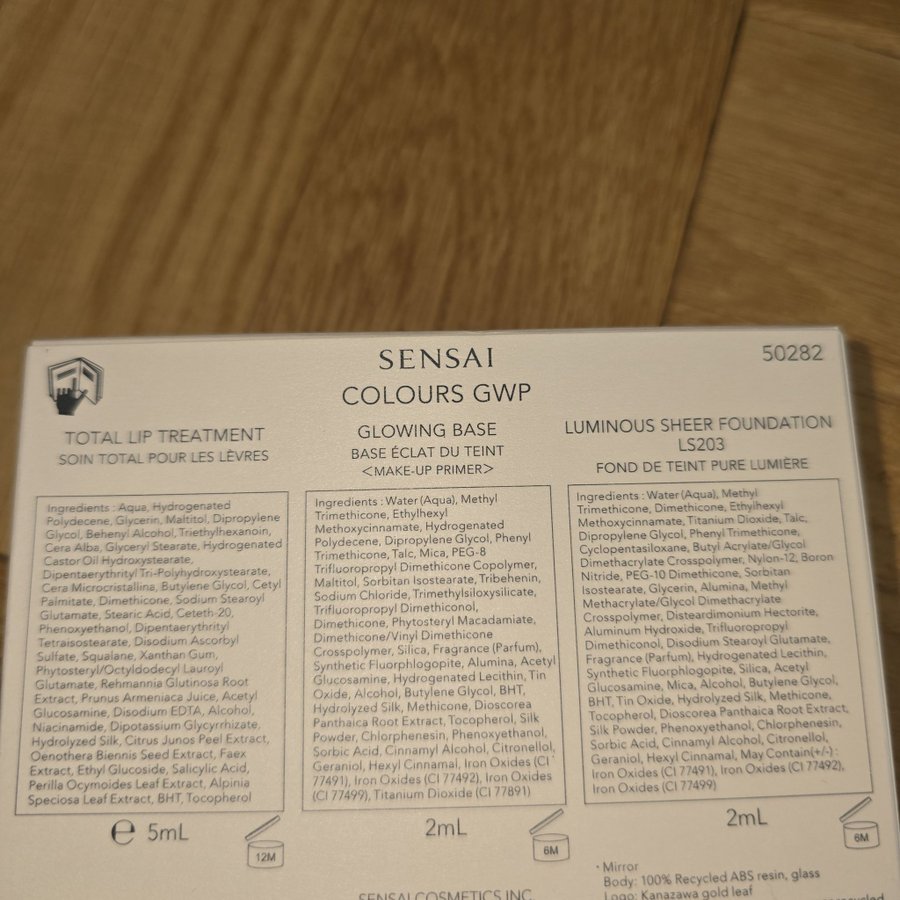 SENSAI
50282
COLOURS GWP
TOTAL LIP TREATMENT
SOIN TOTAL POUR LES LÈVRES
Ingredients : Aqua, Hydrogenated
Polydecene, Glycerin, Maltitol, Dipropylene
Glycol, Behenyl Alcohol, Triethylhexanoin,
Cera Alba, Glyceryl Stearate, Hydrogenated
Castor Oil Hydroxystearate,
Dipentaerythrityl Tri-Polyhydroxystearate,
Cera Microcristallina, Butylene Glycol, Cetyl
Palmitate, Dimethicone, Sodium Stearoyl
Glutamate, Stearic Acid, Ceteth-20,
Phenoxyethanol, Dipentaerythrityl
Tetraisostearate, Disodium Ascorbyl
Sulfate, Squalane, Xanthan Gum,
Phytosteryl/Octyldodecyl Lauroyl
Glutamate, Rehmannia Glutinosa Root
Extract, Prunus Armeniaca Juice, Acetyl
Glucosamine, Disodium EDTA, Alcohol,
Niacinamide, Dipotassium Glycyrrhizate,
Hydrolyzed Silk, Citrus Junos Peel Extract,
Oenothera Biennis Seed Extract, Faex
Extract, Ethyl Glucoside, Salicylic Acid,
Perilla Ocymoides Leaf Extract, Alpinia
Speciosa Leaf Extract, BHT, Tocopherol
℮ 5mL
12M
GLOWING BASE
BASE ÉCLAT DU TEINT
<MAKE-UP PRIMER>
Ingredients : Water (Aqua), Methyl
Trimethicone, Ethylhexyl
Methoxycinnamate, Hydrogenated
Polydecene, Dipropylene Glycol, Phenyl
Trimethicone, Talc, Mica, PEG-8
Trifluoropropyl Dimethicone Copolymer,
Maltitol, Sorbitan Isostearate, Tribehenin,
Sodium Chloride, Trimethylsiloxysilicate,
Trifluoropropyl Dimethiconol,
Dimethicone, Phytosteryl Macadamiate,
Dimethicone/Vinyl Dimethicone
Crosspolymer, Silica, Fragrance (Parfum),
Synthetic Fluorphlogopite, Alumina, Acetyl
Glucosamine, Hydrogenated Lecithin, Tin
Oxide, Alcohol, Butylene Glycol, BHT,
Hydrolyzed Silk, Methicone, Dioscorea
Panthaica Root Extract, Tocopherol, Silk
Powder, Chlorphenesin, Phenoxyethanol,
Sorbic Acid, Cinnamyl Alcohol, Citronellol,
Geraniol, Hexyl Cinnamal, Iron Oxides (CI
77491), Iron Oxides (CI 77492), Iron Oxides
(CI 77499), Titanium Dioxide (CI 77891)
2mL
6M
LUMINOUS SHEER FOUNDATION
LS203
FOND DE TEINT PURE LUMIÈRE
Ingredients : Water (Aqua), Methyl
Trimethicone, Dimethicone, Ethylhexyl
Methoxycinnamate, Titanium Dioxide, Talc,
Dipropylene Glycol, Phenyl Trimethicone,
Cyclopentasiloxane, Butyl Acrylate/Glycol
Dimethacrylate Crosspolymer, Nylon-12, Boron
Nitride, PEG-10 Dimethicone, Sorbitan
Isostearate, Glycerin, Alumina, Methyl
Methacrylate/Glycol Dimethacrylate
Crosspolymer, Disteardimonium Hectorite,
Aluminum Hydroxide, Trifluoropropyl
Dimethiconol, Disodium Stearoyl Glutamate,
Fragrance (Parfum), Hydrogenated Lecithin,
Synthetic Fluorphlogopite, Silica, Acetyl
Glucosamine, Mica, Alcohol, Butylene Glycol,
BHT, Tin Oxide, Hydrolyzed Silk, Methicone,
Tocopherol, Dioscorea Panthaica Root Extract,
Silk Powder, Phenoxyethanol, Chlorphenesin,
Sorbic Acid, Cinnamyl Alcohol, Citronellol,
Geraniol, Hexyl Cinnamal, May Contain(+/-) :
Iron Oxides (CI 77491), Iron Oxides (CI 77492),
Iron Oxides (CI 77499)
2mL
6M
SENSAI COSMETICS INC.
・Mirror
Body: 100% Recycled ABS resin, glass
Logo: Kanazawa gold leaf